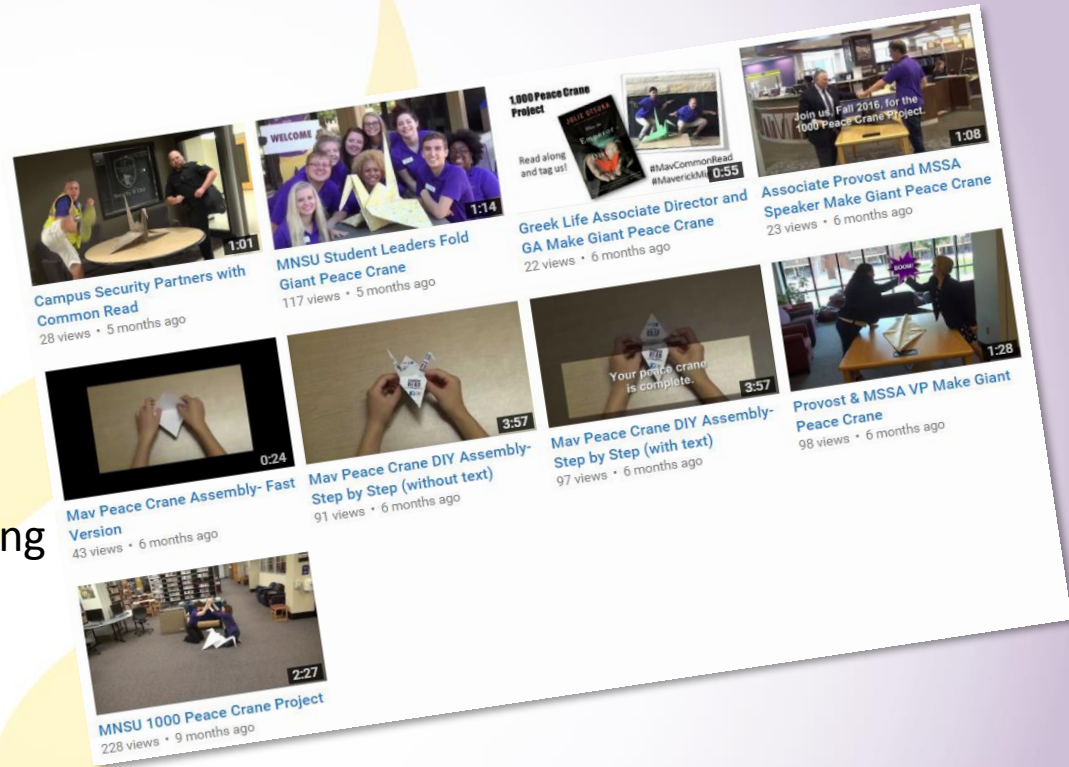 WELCOME
1:01
Campus Security Partners with
Common Read
28 views • 5 months ago
1:14
MNSU Student Leaders Fold
Giant Peace Crane
117 views • 5 months ago
1,000 Peace Crane
Project
Read along
and tag us!
JULIE OTSUKA
Emperor
#MavCommonRead
0:55
Greek Life Associate Director and
GA Make Giant Peace Crane
22 views • 6 months ago
Join us, Fall 2016, for the
1000 Peace Crane Project.
1:08
Associate Provost and MSSA
Speaker Make Giant Peace Crane
23 views • 6 months ago
0:24
Mav Peace Crane Assembly- Fast
Version
43 views • 6 months ago
3:57
Mav Peace Crane DIY Assembly-
Step by Step (without text)
91 views • 6 months ago
Your peace crane
is complete.
3:57
Mav Peace Crane DIY Assembly-
Step by Step (with text)
97 views • 6 months ago
BOOM!
1:28
Provost & MSSA VP Make Giant
Peace Crane
98 views • 6 months ago
ng
2:27
MNSU 1000 Peace Crane Project
228 views • 9 months ago